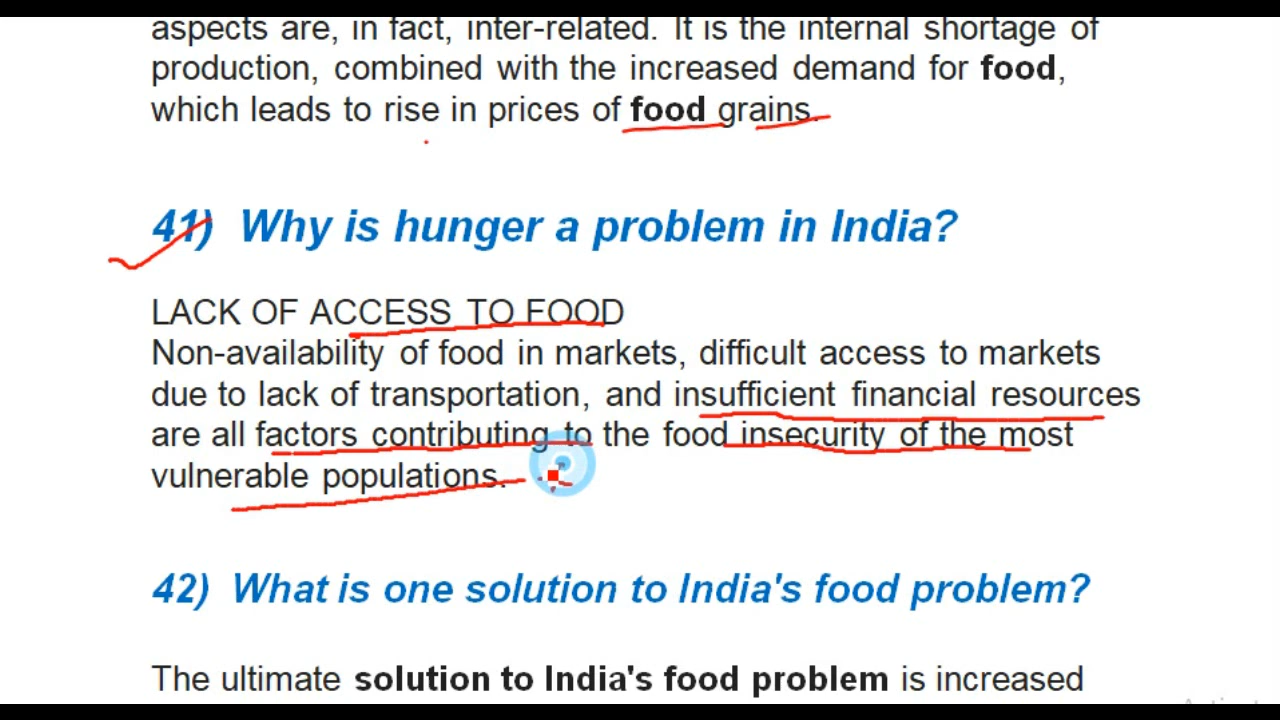 aspects are, in fact, inter-related. It is the internal shortage of
production, combined with the increased demand for food,
which leads to rise in prices of food grains.
41) Why is hunger a problem in India?
LACK OF ACCESS TO FOOD
Non-availability of food in markets, difficult access to markets
due to lack of transportation, and insufficient financial resources
are all factors contributing to the food insecurity of the most
vulnerable populations.
42) What is one solution to India's food problem?
The ultimate solution to India's food problem is increased